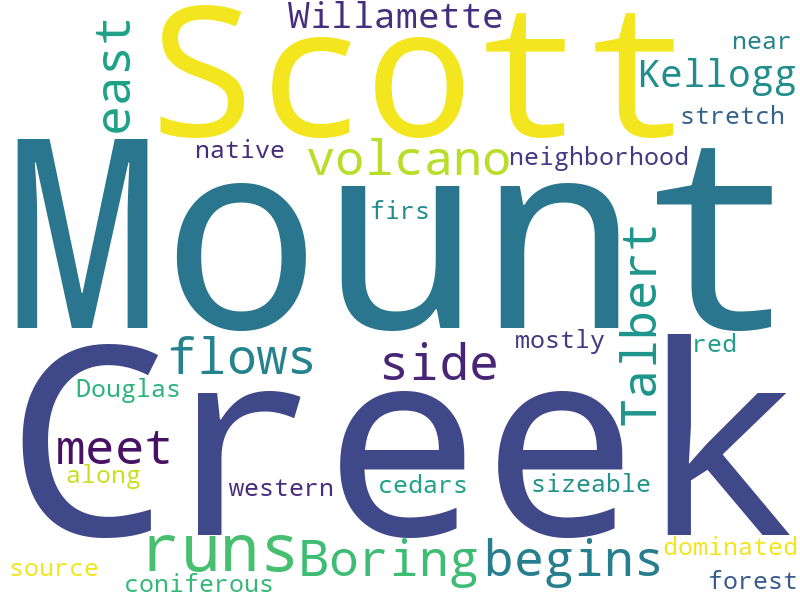 Willamette
east
Scott
near
Kellogg
stretch
native
volcano
neighborhood
Mount
firs
Talbert
flows
side
mostly
red
Douglas
Creek
meet
along
western
cedars
sizeable
runs
Boring
begins
dominated
source
coniferous
forest